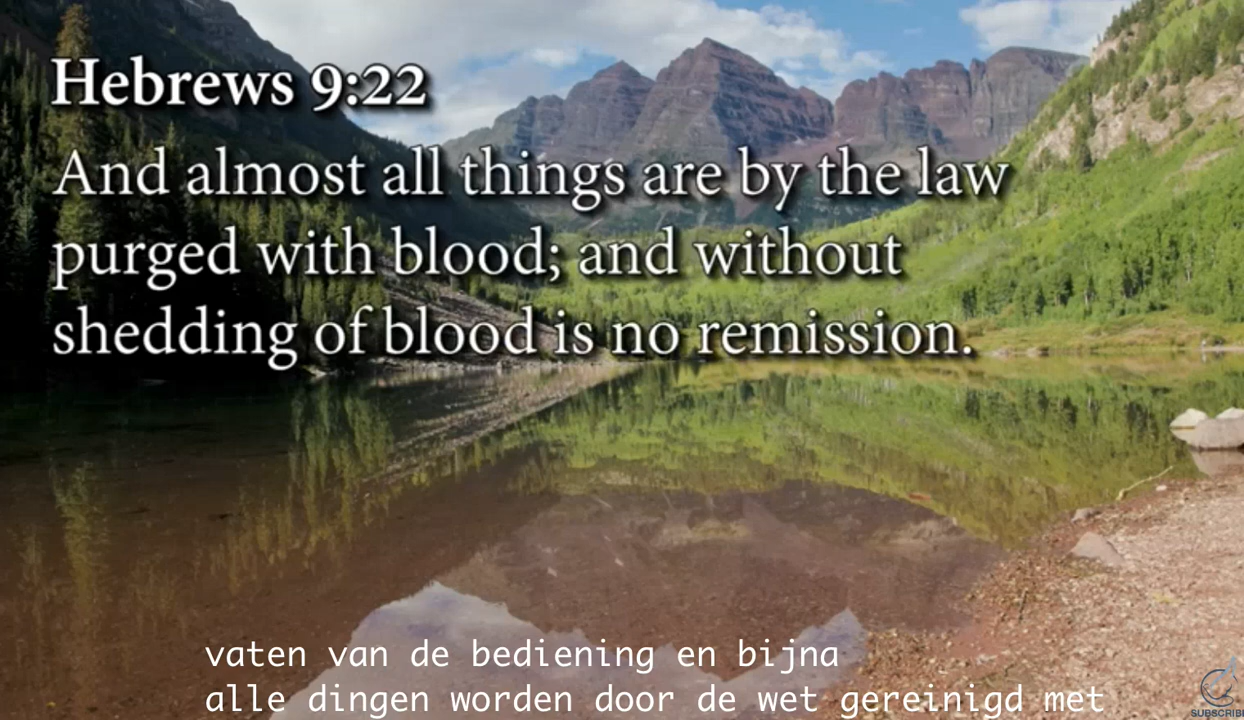 Hebrews 9:22
And almost all things are by the law
purged with blood; and without
shedding of blood is no remission.
vaten van de bediening en bijna
alle dingen worden door de wet gereinigd met
SUBSCRIBE